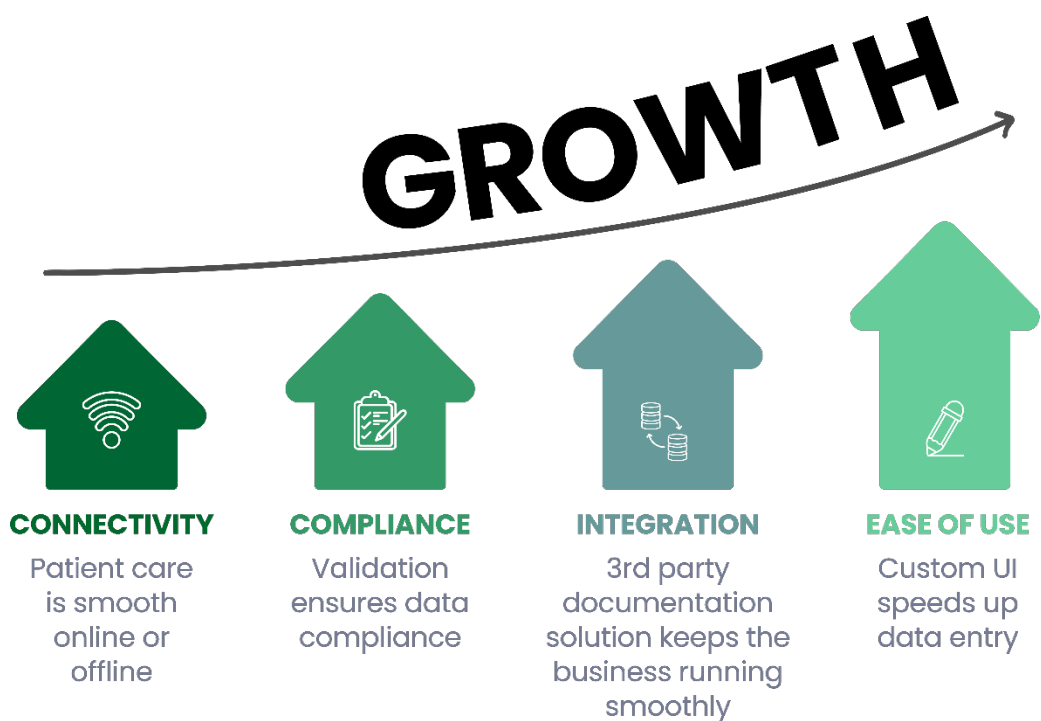 GROWTH
CONNECTIVITY
Patient care
is smooth
online or
offline
COMPLIANCE
Validation
ensures data
compliance
INTEGRATION
3rd party
documentation
solution keeps the
business running
smoothly
EASE OF USE
Custom UI
speeds up
data entry